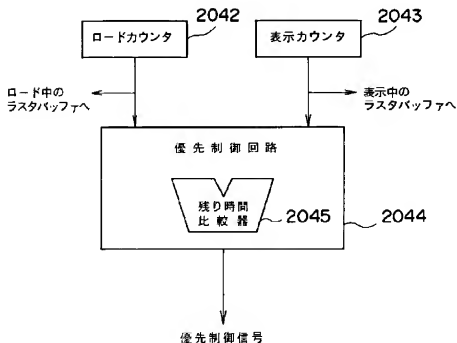 ロードカウンタ
2042
表示カウンタ
2043
ロード中の
ラスタバッファへ
表示中の
ラスタバッファへ
優先制御回路
残り時間
比較器
2045
2044
優先制御信号